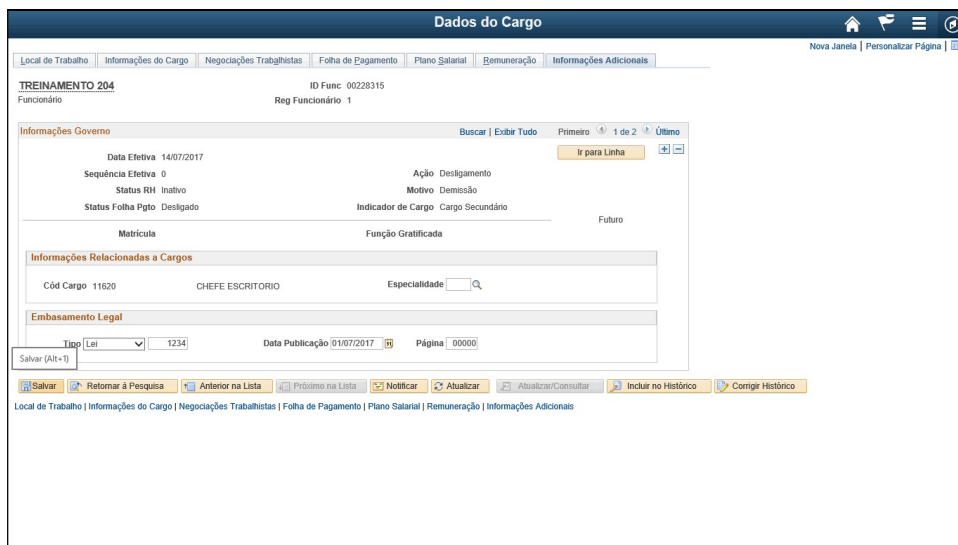 Dados do Cargo
Nova Janela | Personalizar Página |
Local de Trabalho Informações do Cargo Negociações Trabalhistas Folha de Pagamento Plano Salarial Remuneração Informações Adicionais
TREINAMENTO 204 ID Func 00228315
Funcionário Reg Funcionário 1
Informações Governo Buscar | Exibir Tudo Primeiro 1 de 2 Último
Ir para Linha
Data Efetiva 14/07/2017
Sequência Efetiva 0 Ação Desligamento
Status RH Inativo Motivo Demissão
Status Folha Pgto Desligado Indicador de Cargo Cargo Secundário
Futuro
Matrícula Função Gratificada
Informações Relacionadas a Cargos
Cód Cargo 11620 CHEFE ESCRITORIO Especialidade
Embasamento Legal
Tipo Lei 1234 Data Publicação 01/07/2017 Página 00000
Salvar (Alt+1)
Salvar Retornar à Pesquisa Anterior na Lista Próximo na Lista Notificar Atualizar Atualizar/Consultar Incluir no Histórico Corrigir Histórico
Local de Trabalho | Informações do Cargo | Negociações Trabalhistas | Folha de Pagamento | Plano Salarial | Remuneração | Informações Adicionais